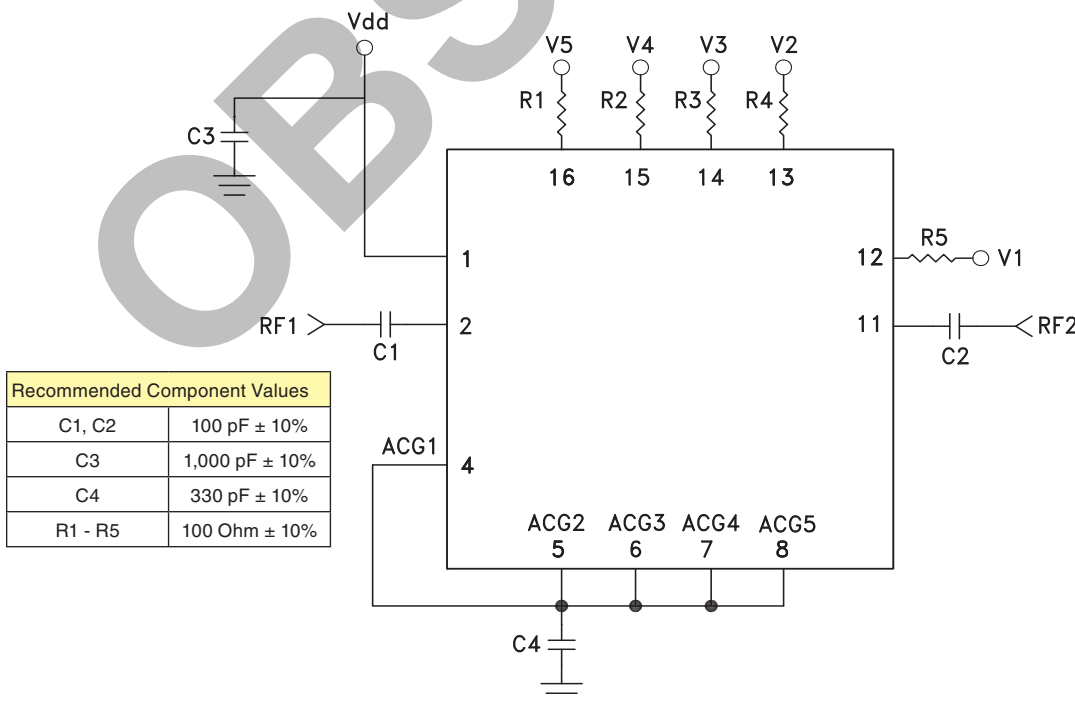 OBS
Vdd
V5 V4 V3 V2
R1 R2 R3 R4
C3
16 15 14 13
1
12 R5 V1
RF1 C1 2
11 C2 RF2
Recommended Component Values
C1, C2 100 pF ± 10%
C3 1,000 pF ± 10%
C4 330 pF ± 10%
R1 - R5 100 Ohm ± 10%
ACG1 4
ACG2 ACG3 ACG4 ACG5
5 6 7 8
C4